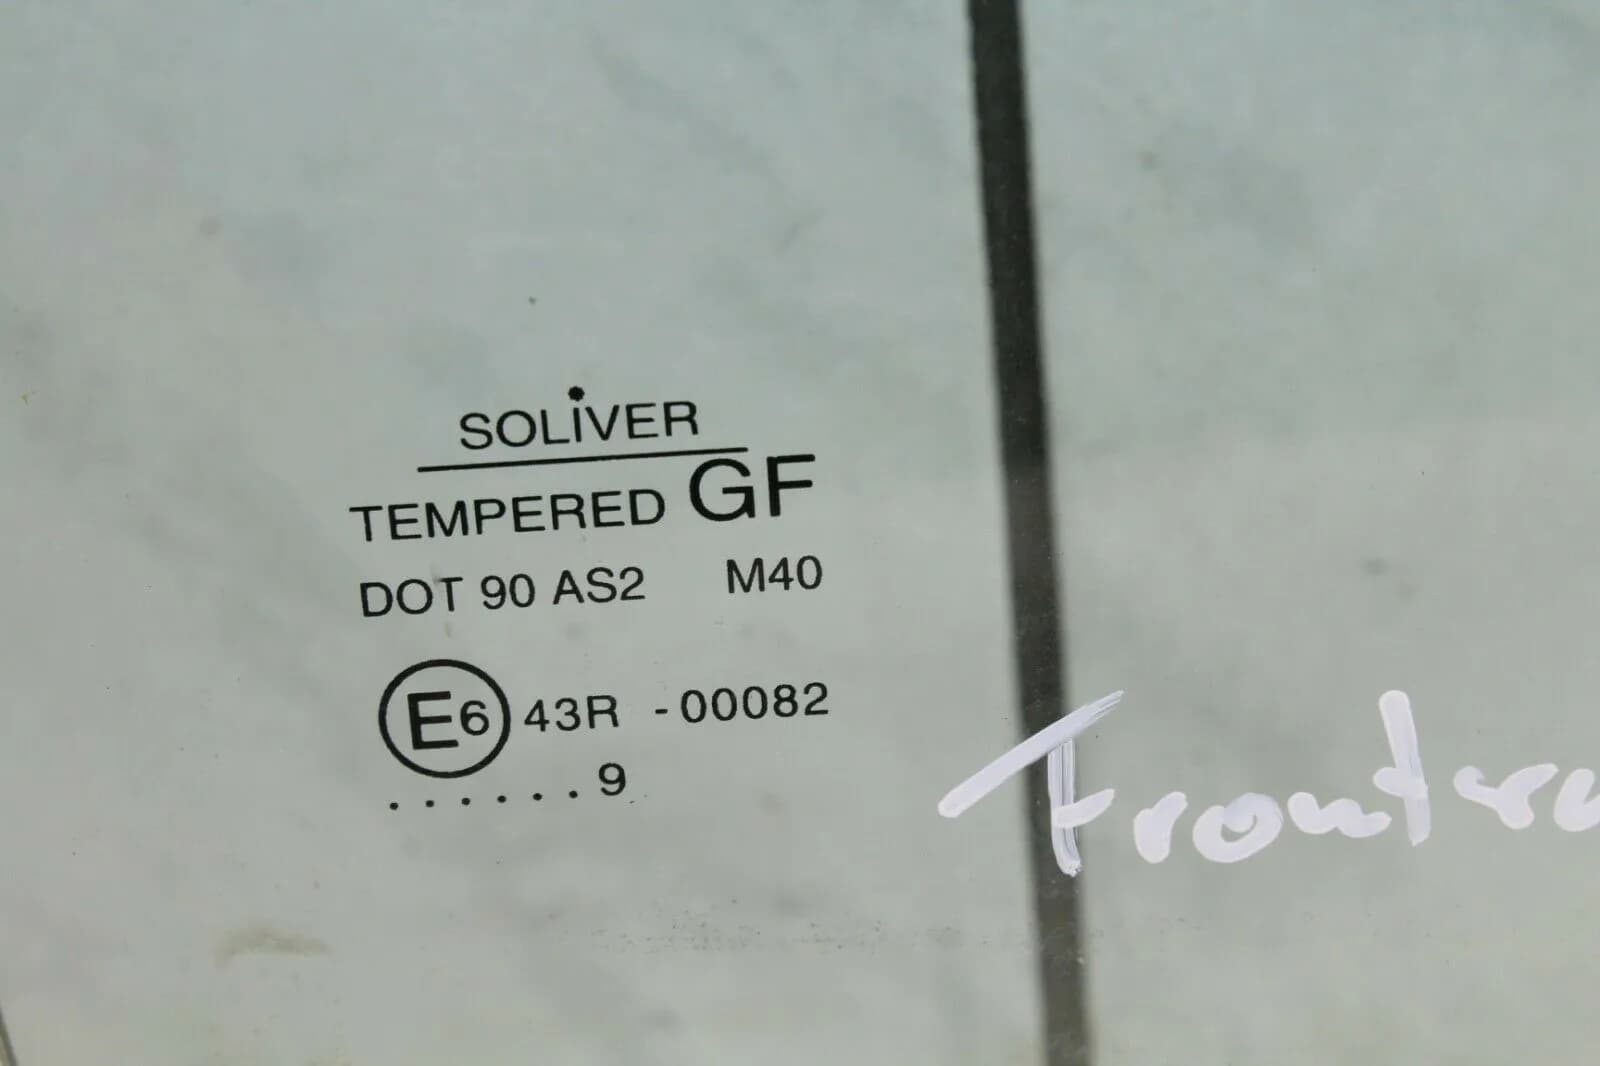 SOLiVER
TEMPERED GF
DOT 90 AS2 M40
E6 43R - 00082
. . . . . . 9